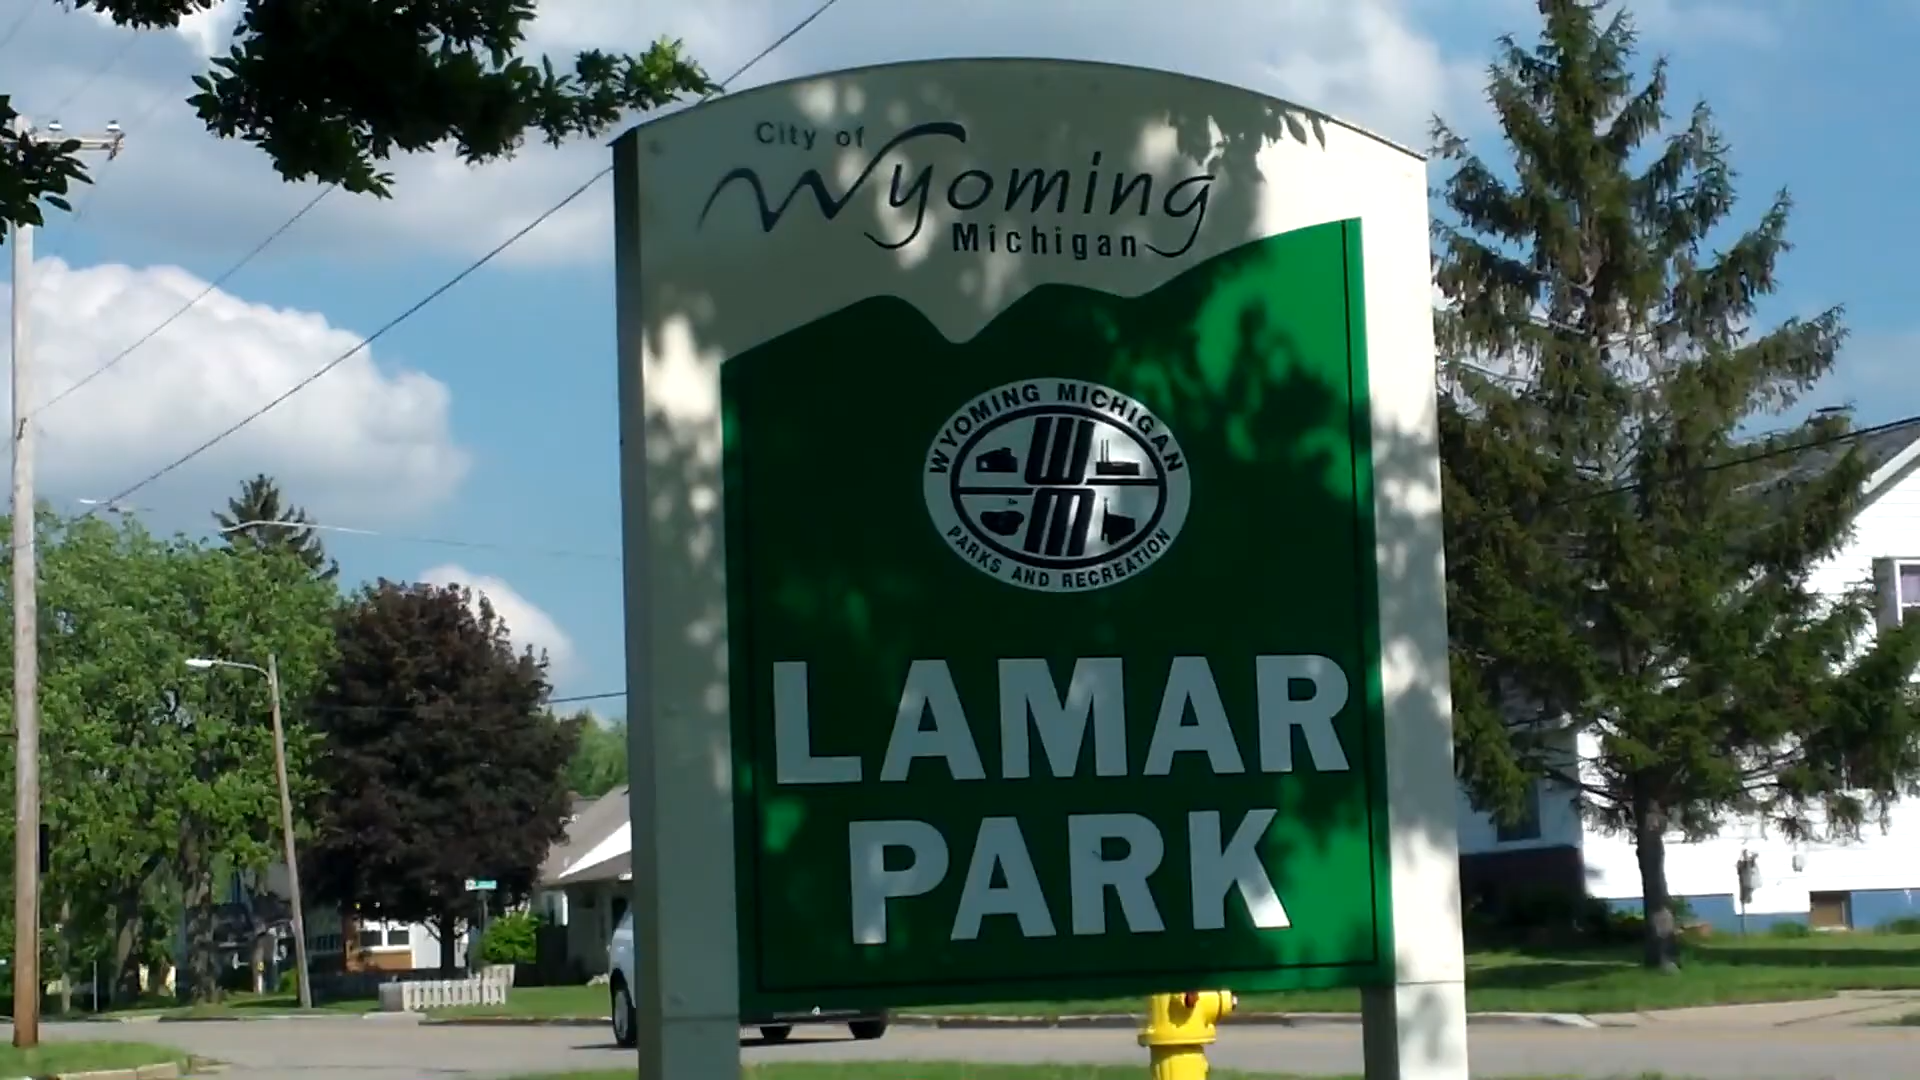 City of
Wyoming
Michigan
WYOMING MICHIGAN
W
M
PARKS AND RECREATION
LAMAR
PARK